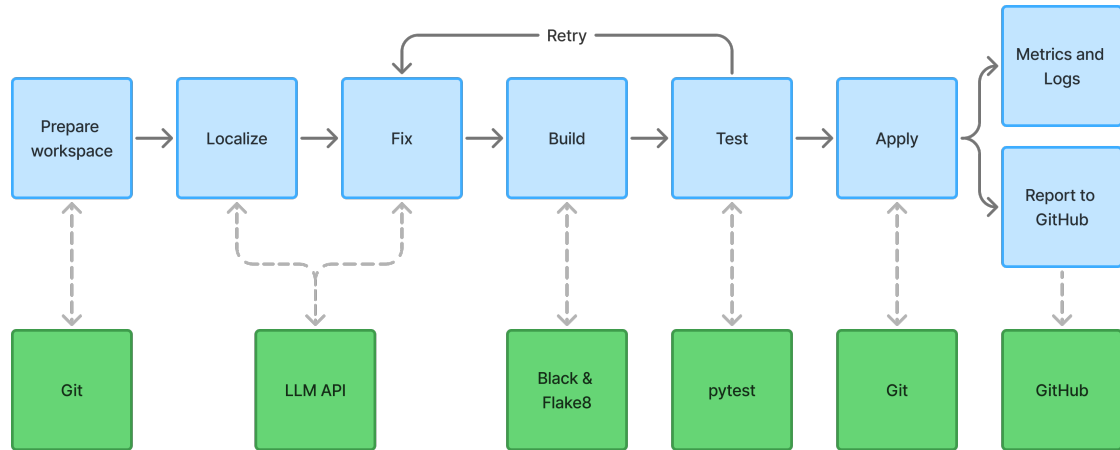 Retry
Metrics and
Logs
Prepare
workspace
Localize
Fix
Build
Test
Apply
Report to
GitHub
Git
LLM API
Black &
Flake8
pytest
Git
GitHub